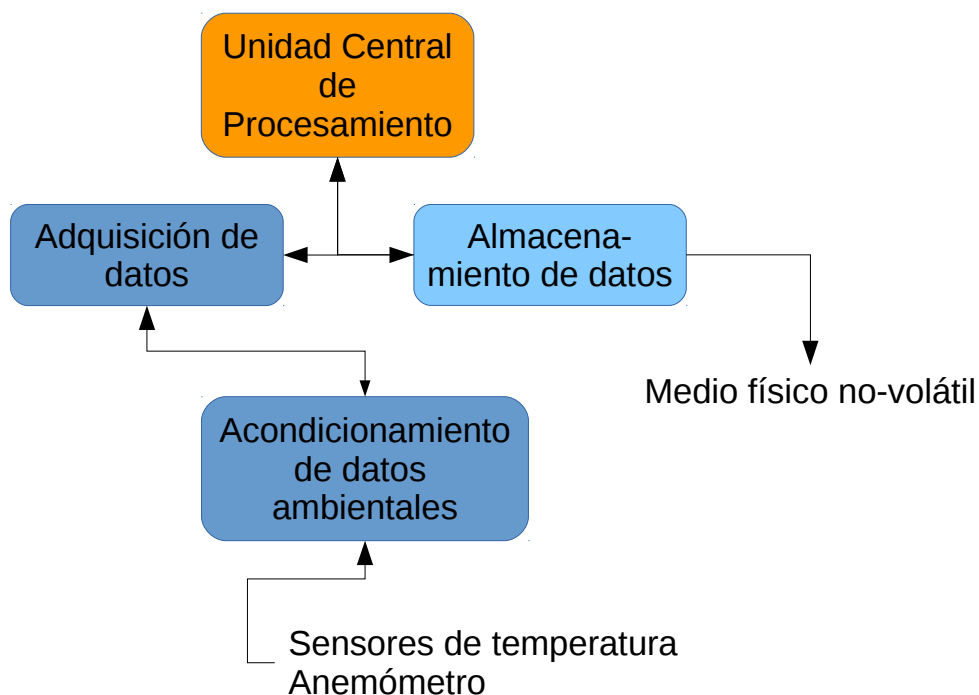 Unidad Central
de
Procesamiento
Adquisición de
datos
Almacena-
miento de datos
Medio físico no-volátil
Acondicionamiento
de datos
ambientales
Sensores de temperatura
Anemómetro